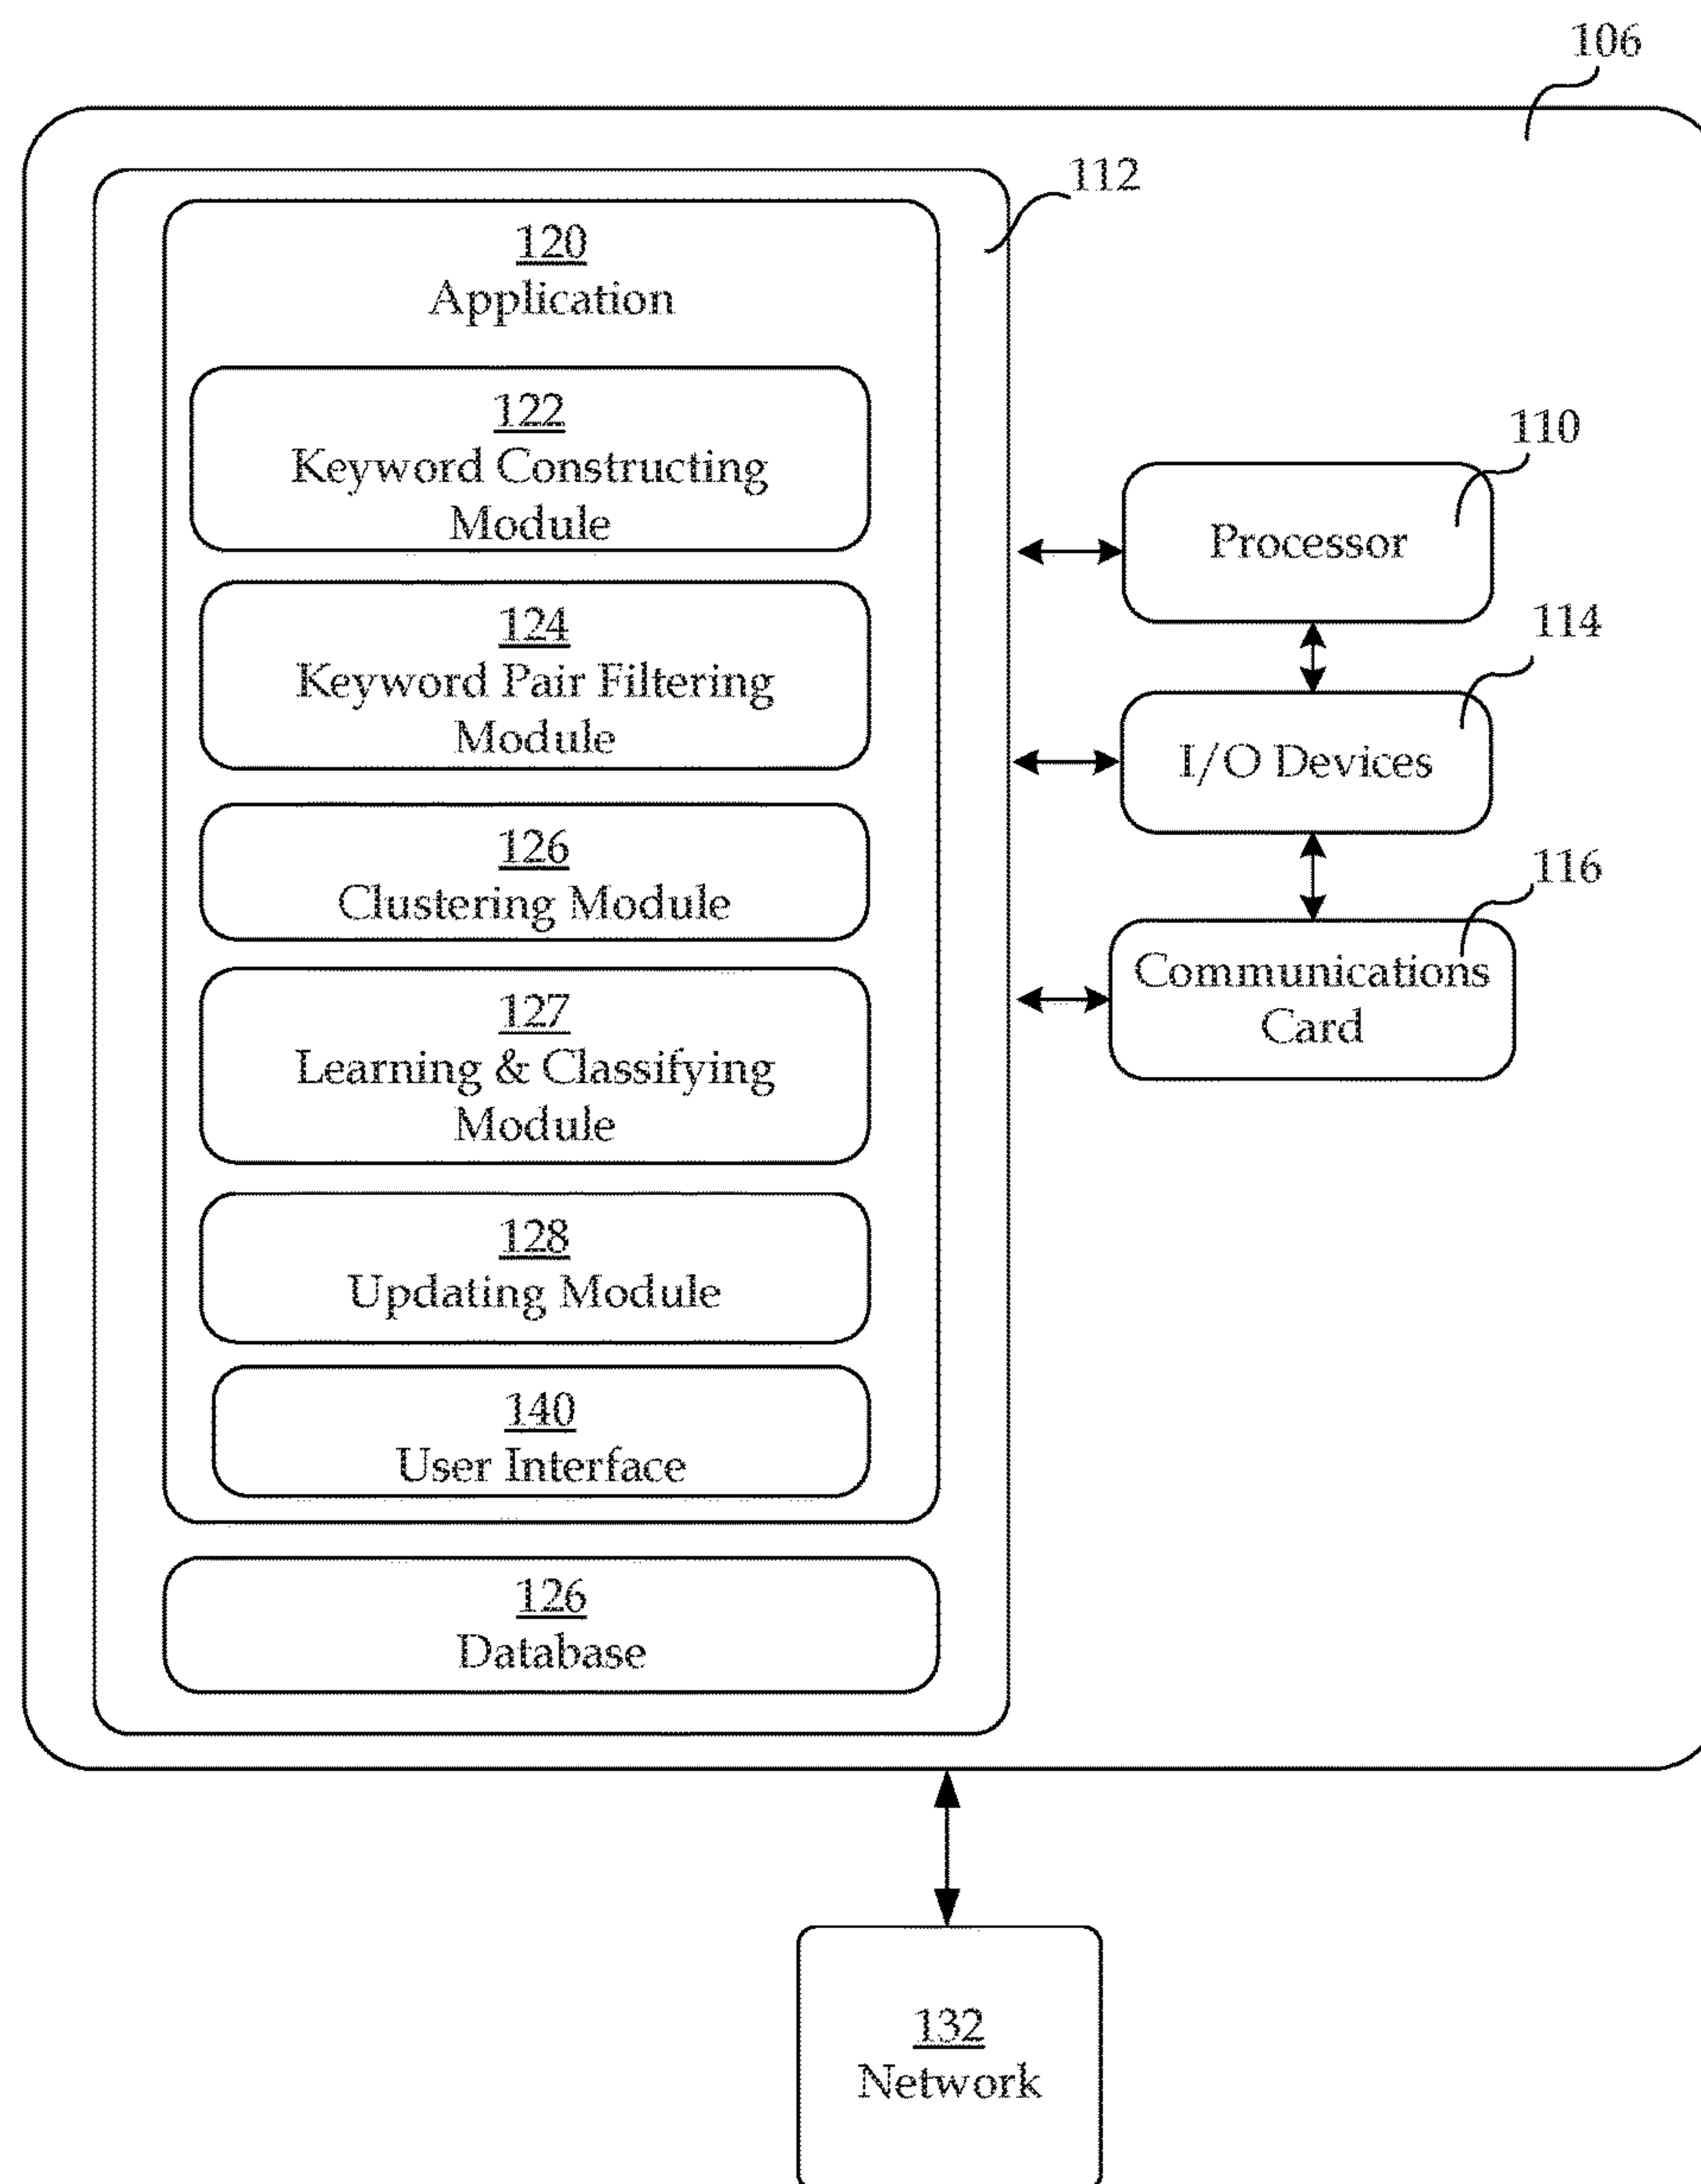 106
112
120
Application
122
Keyword Constructing
Module
124
Keyword Pair Filtering
Module
126
Clustering Module
127
Learning & Classifying
Module
128
Updating Module
140
User Interface
126
Database
110
Processor
114
I/O Devices
116
Communications
Card
132
Network